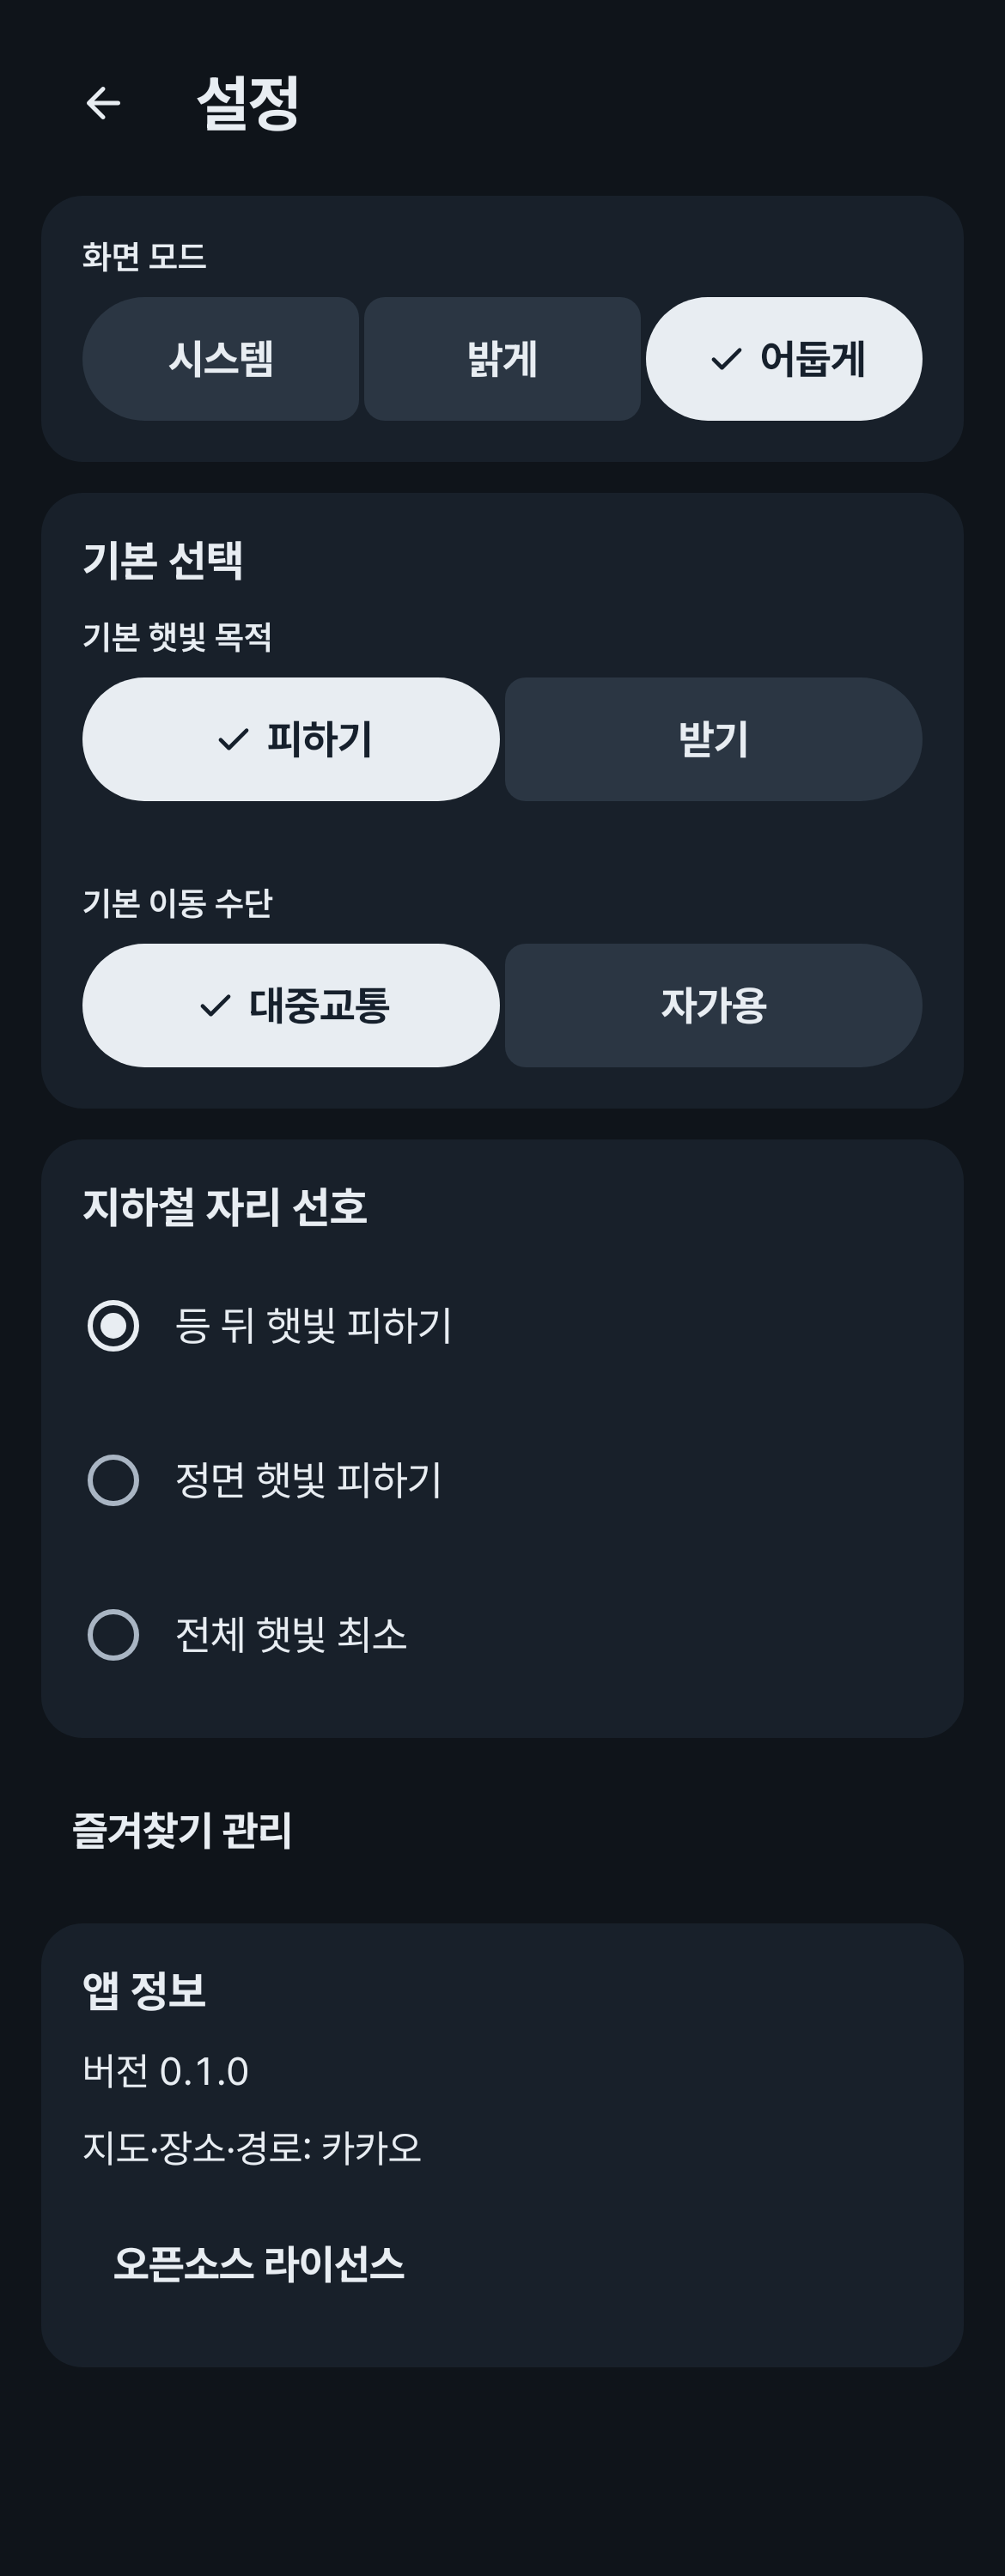 설정
화면 모드
시스템
밝게
어둡게
기본 선택
기본 햇빛 목적
피하기
받기
기본 이동 수단
대중교통
자가용
지하철 자리 선호
등 뒤 햇빛 피하기
정면 햇빛 피하기
전체 햇빛 최소
즐겨찾기 관리
앱 정보
버전 0.1.0
지도·장소·경로: 카카오
오픈소스 라이선스